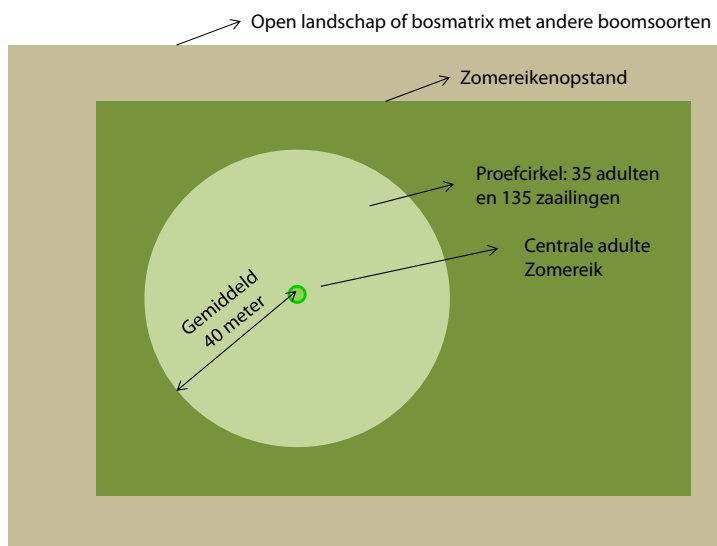 Open landschap of bosmatrix met andere boomsoorten
Zomereikenopstand
Proefcirkel: 35 adulten
en 135 zaailingen
Centrale adulte
Zomereik
Gemiddeld
40 meter